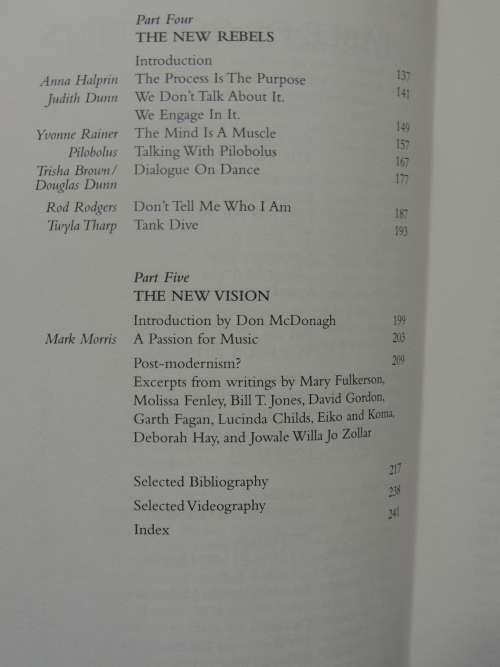 Part Four
THE NEW REBELS
Introduction 137
Anna Halprin The Process Is The Purpose 141
Judith Dunn We Don't Talk About It.
We Engage In It. 149
Yvonne Rainer The Mind Is A Muscle 157
Pilobolus Talking With Pilobolus 167
Trisha Brown/ Dialogue On Dance 177
Douglas Dunn
Rod Rodgers Don't Tell Me Who I Am 187
Twyla Tharp Tank Dive 193
Part Five
THE NEW VISION
Introduction by Don McDonagh 199
Mark Morris A Passion for Music 203
Post-modernism? 209
Excerpts from writings by Mary Fulkerson,
Molissa Fenley, Bill T. Jones, David Gordon,
Garth Fagan, Lucinda Childs, Eiko and Koma,
Deborah Hay, and Jowale Willa Jo Zollar
Selected Bibliography 217
Selected Videography 238
Index 241